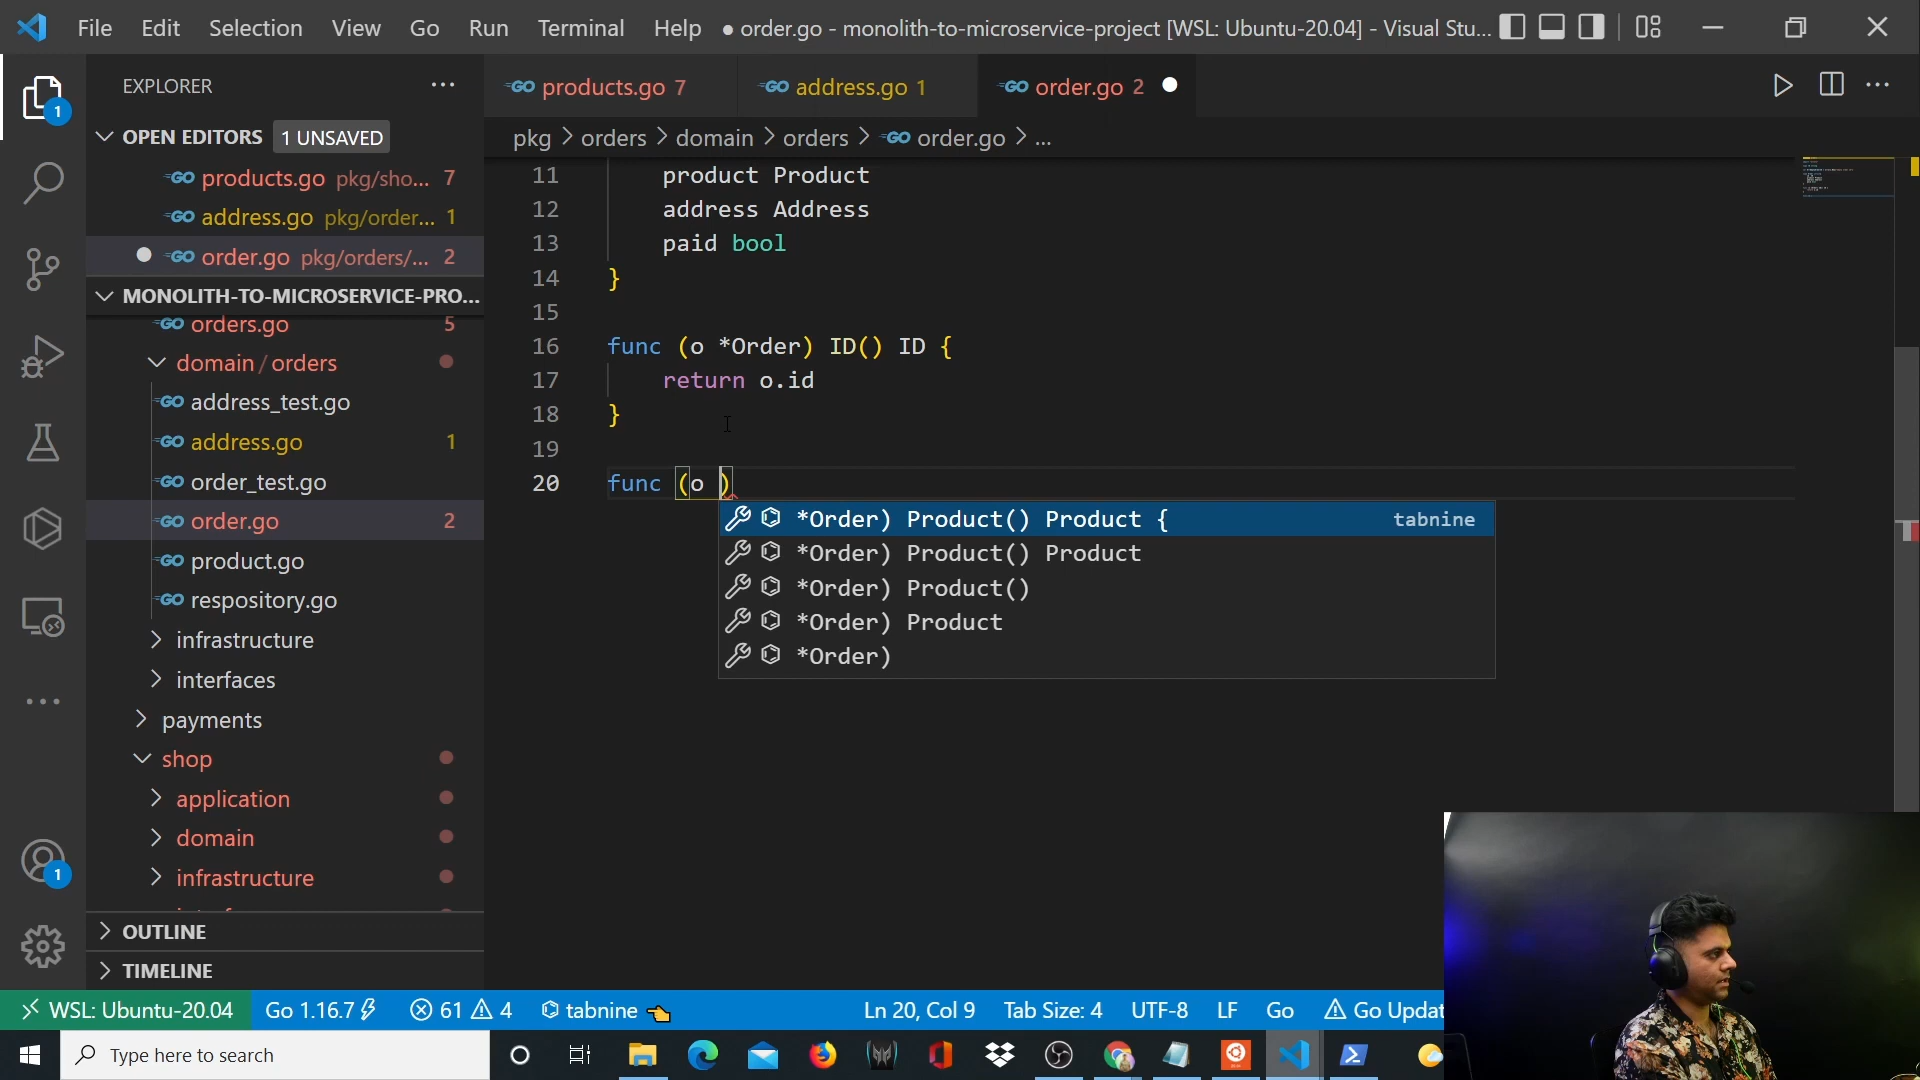 File Edit Selection View Go Run Terminal Help ● order.go - monolith-to-microservice-project [WSL: Ubuntu-20.04] - Visual Stu...
EXPLORER
products.go 7 address.go 1 order.go 2
OPEN EDITORS 1 UNSAVED
pkg > orders > domain > orders > order.go > ...
products.go pkg/sho... 7
address.go pkg/order... 1
order.go pkg/orders/... 2
MONOLITH-TO-MICROSERVICE-PRO...
orders.go 5
domain / orders
address_test.go
address.go 1
order_test.go
order.go 2
product.go
respository.go
infrastructure
interfaces
payments
shop
application
domain
infrastructure
OUTLINE
TIMELINE
11 product Product
12 address Address
13 paid bool
14 }
15
16 func (o *Order) ID() ID {
17 return o.id
18 }
19
20 func (o )
*Order) Product() Product { tabnine
*Order) Product() Product
*Order) Product()
*Order) Product
*Order)
1
1
WSL: Ubuntu-20.04 Go 1.16.7 61 4 tabnine Ln 20, Col 9 Tab Size: 4 UTF-8 LF Go Go Updat
Type here to search